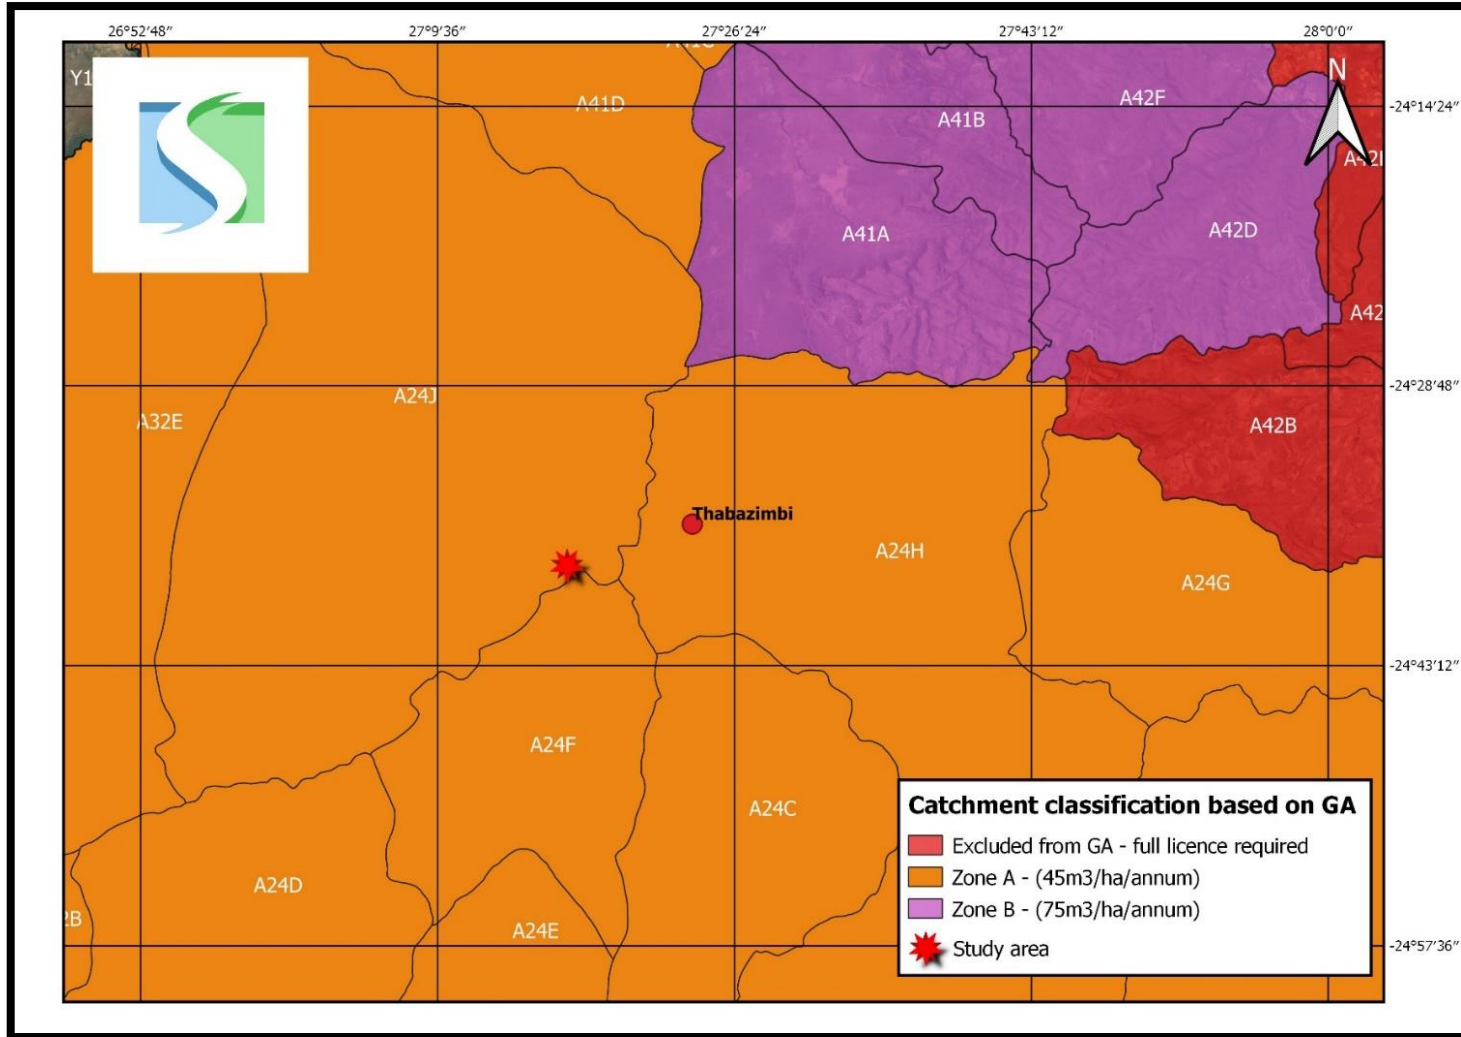 26°52′48″ 27°9′36″ 27°26′24″ 27°43′12″ 28°0′0″
Y1
N
A41D
A41B
A42F
-24°14′24″
A41A
A42D
A42
A24J
A32E
-24°28′48″
A42B
Thabazimbi
A24H
A24G
-24°43′12″
A24F
A24C
A24D
A24E
2B
-24°57′36″
Catchment classification based on GA
Excluded from GA - full licence required
Zone A - (45m3/ha/annum)
Zone B - (75m3/ha/annum)
Study area